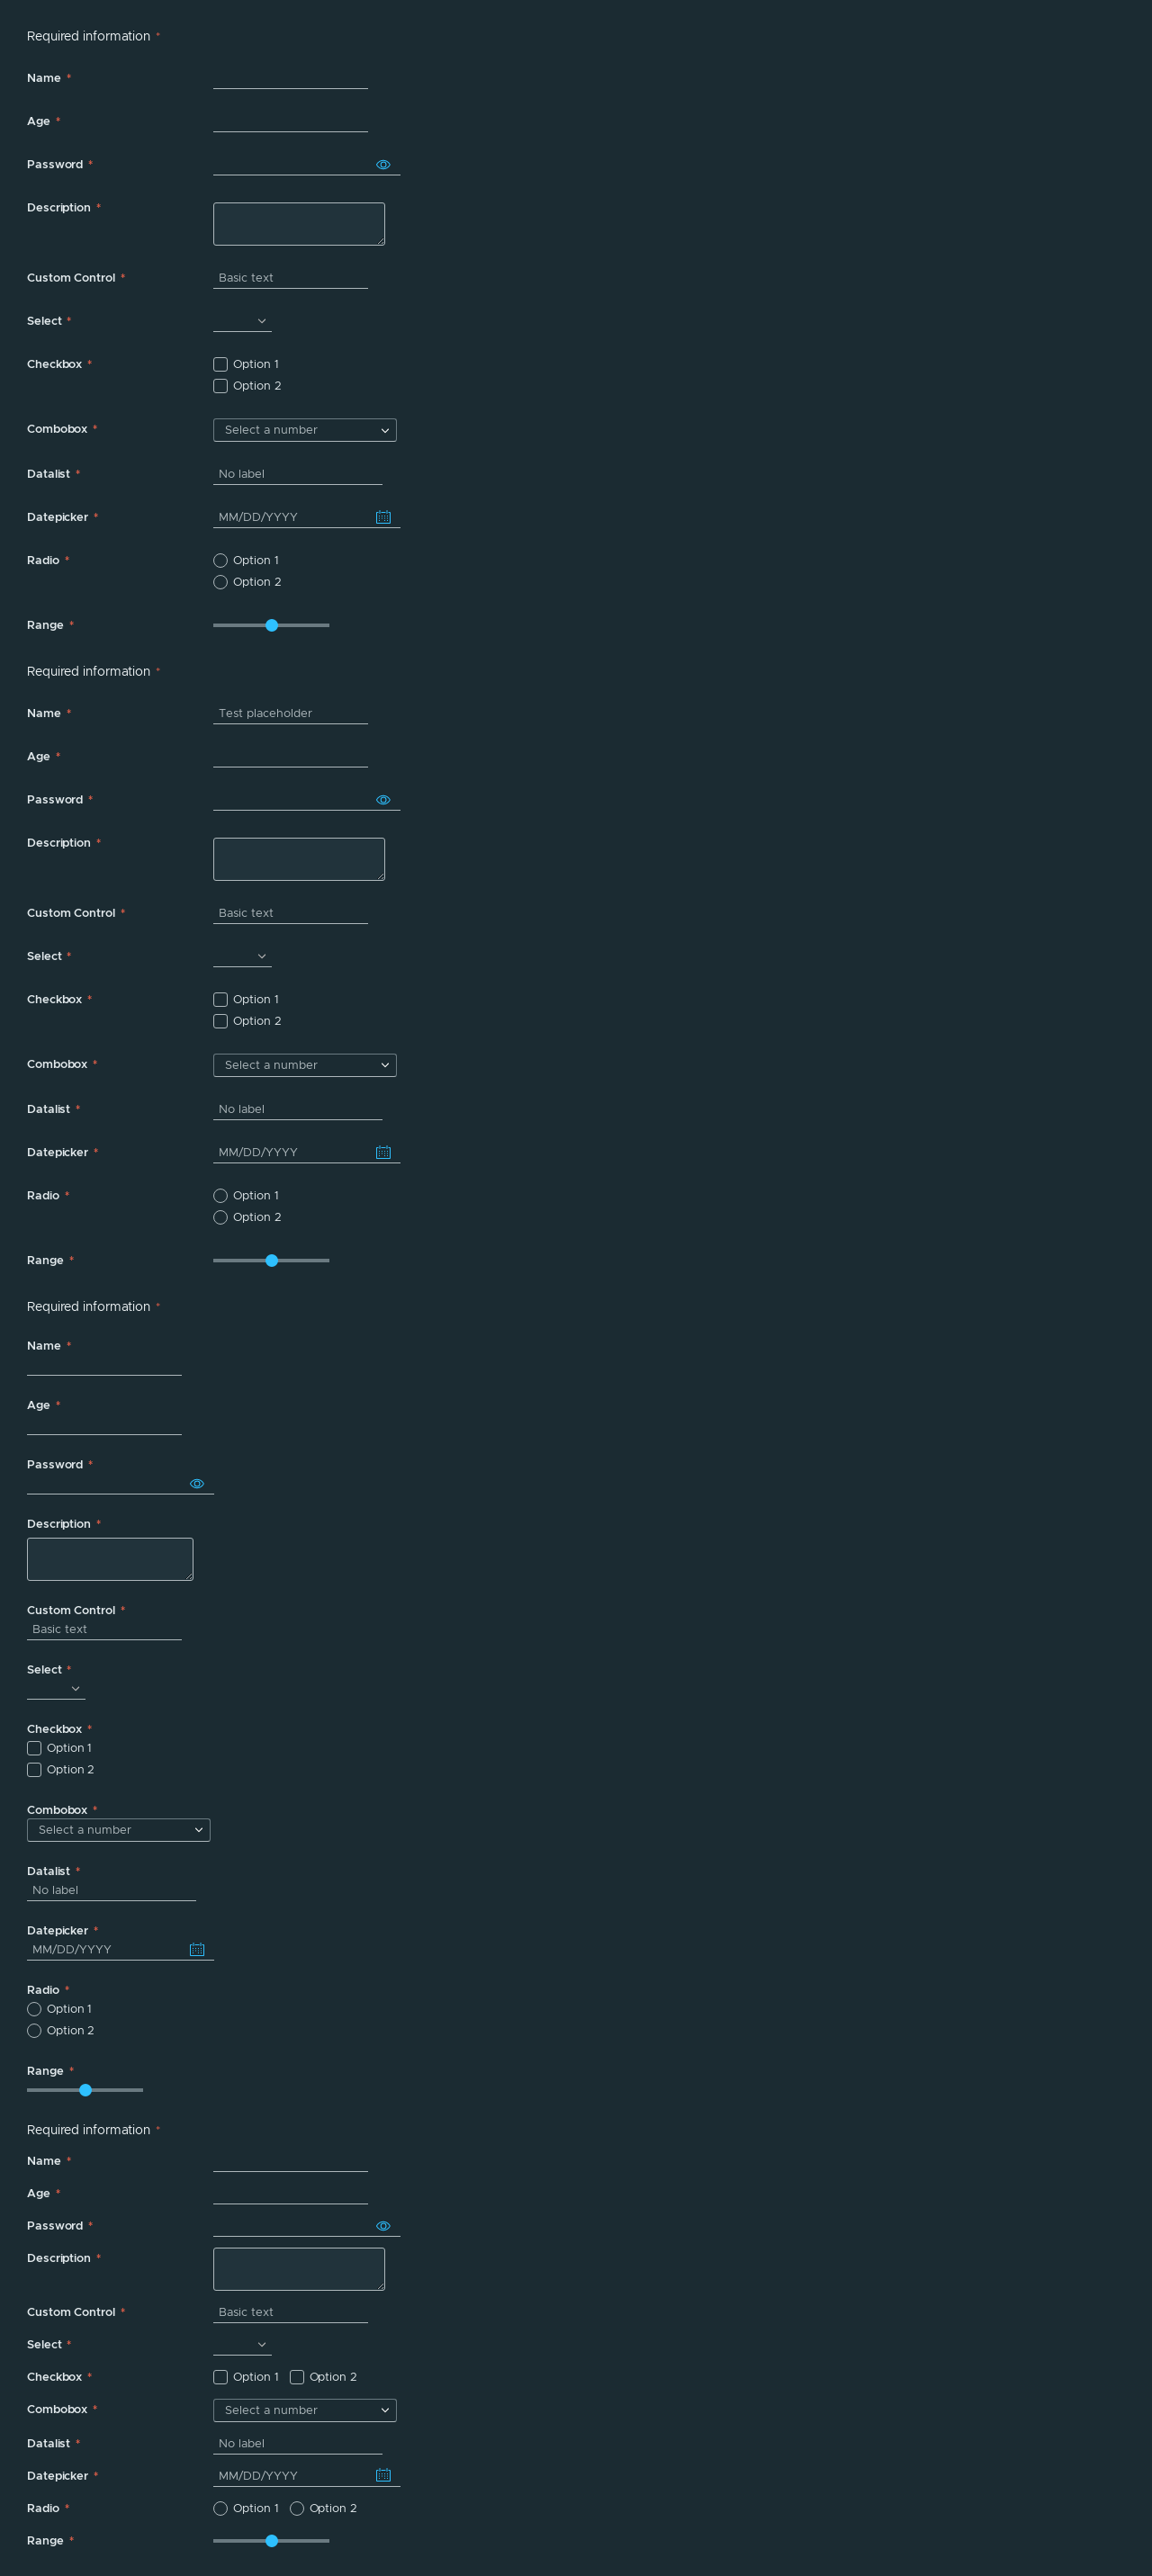 Required information *
Name *
Age *
Password *
Description *
Custom Control * Basic text
Select *
Checkbox * Option 1
Option 2
Combobox * Select a number
Datalist * No label
Datepicker * MM/DD/YYYY
Radio * Option 1
Option 2
Range *
Required information *
Name * Test placeholder
Age *
Password *
Description *
Custom Control * Basic text
Select *
Checkbox * Option 1
Option 2
Combobox * Select a number
Datalist * No label
Datepicker * MM/DD/YYYY
Radio * Option 1
Option 2
Range *
Required information *
Name *
Age *
Password *
Description *
Custom Control *
Basic text
Select *
Checkbox *
Option 1
Option 2
Combobox *
Select a number
Datalist *
No label
Datepicker *
MM/DD/YYYY
Radio *
Option 1
Option 2
Range *
Required information *
Name *
Age *
Password *
Description *
Custom Control * Basic text
Select *
Checkbox * Option 1 Option 2
Combobox * Select a number
Datalist * No label
Datepicker * MM/DD/YYYY
Radio * Option 1 Option 2
Range *